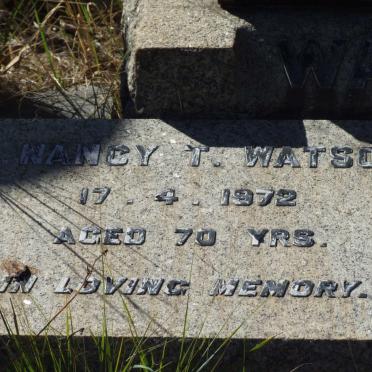 NANCY T. WATSO
17 . 4 . 1972
AGED 70 YRS.
IN LOVING MEMORY.